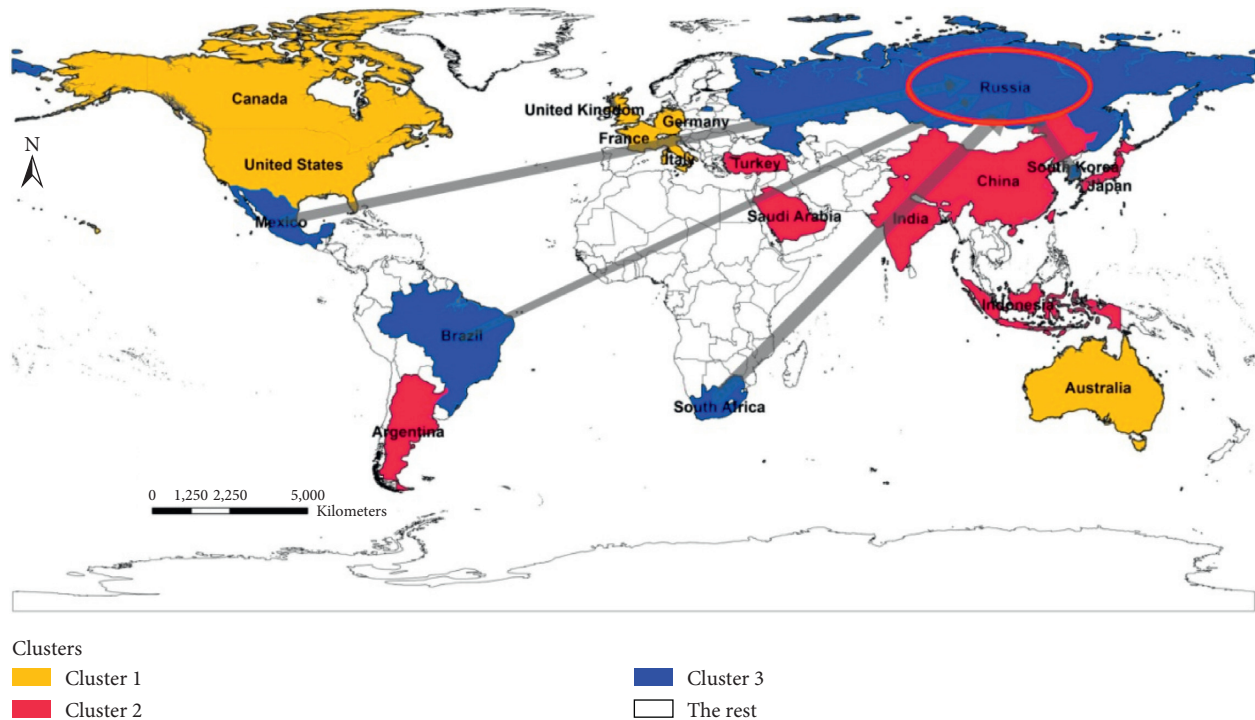 Canada
United Kingdom
Germany
Russia
France
N
United States
Italy
Turkey
South Korea
China
Japan
Mexico
Saudi Arabia
India
Indonesia
Brazil
Australia
South Africa
Argentina
0 1,250 2,250 5,000
Kilometers
Clusters
Cluster 1
Cluster 3
Cluster 2
The rest